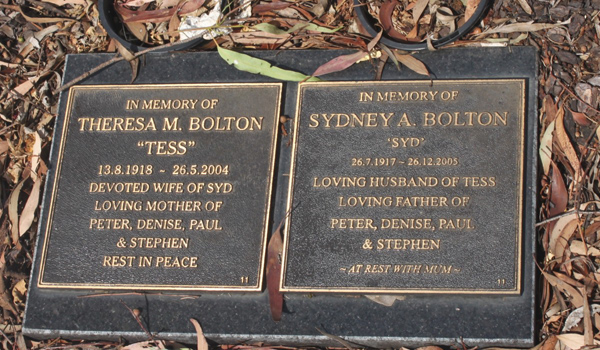 IN MEMORY OF
THERESA M. BOLTON
"TESS"
13.8.1918 ~ 26.5.2004
DEVOTED WIFE OF SYD
LOVING MOTHER OF
PETER, DENISE, PAUL
& STEPHEN
REST IN PEACE
11
IN MEMORY OF
SYDNEY A. BOLTON
'SYD'
26.7.1917 ~ 26.12.2005
LOVING HUSBAND OF TESS
LOVING FATHER OF
PETER, DENISE, PAUL
& STEPHEN
~ AT REST WITH MUM ~
11